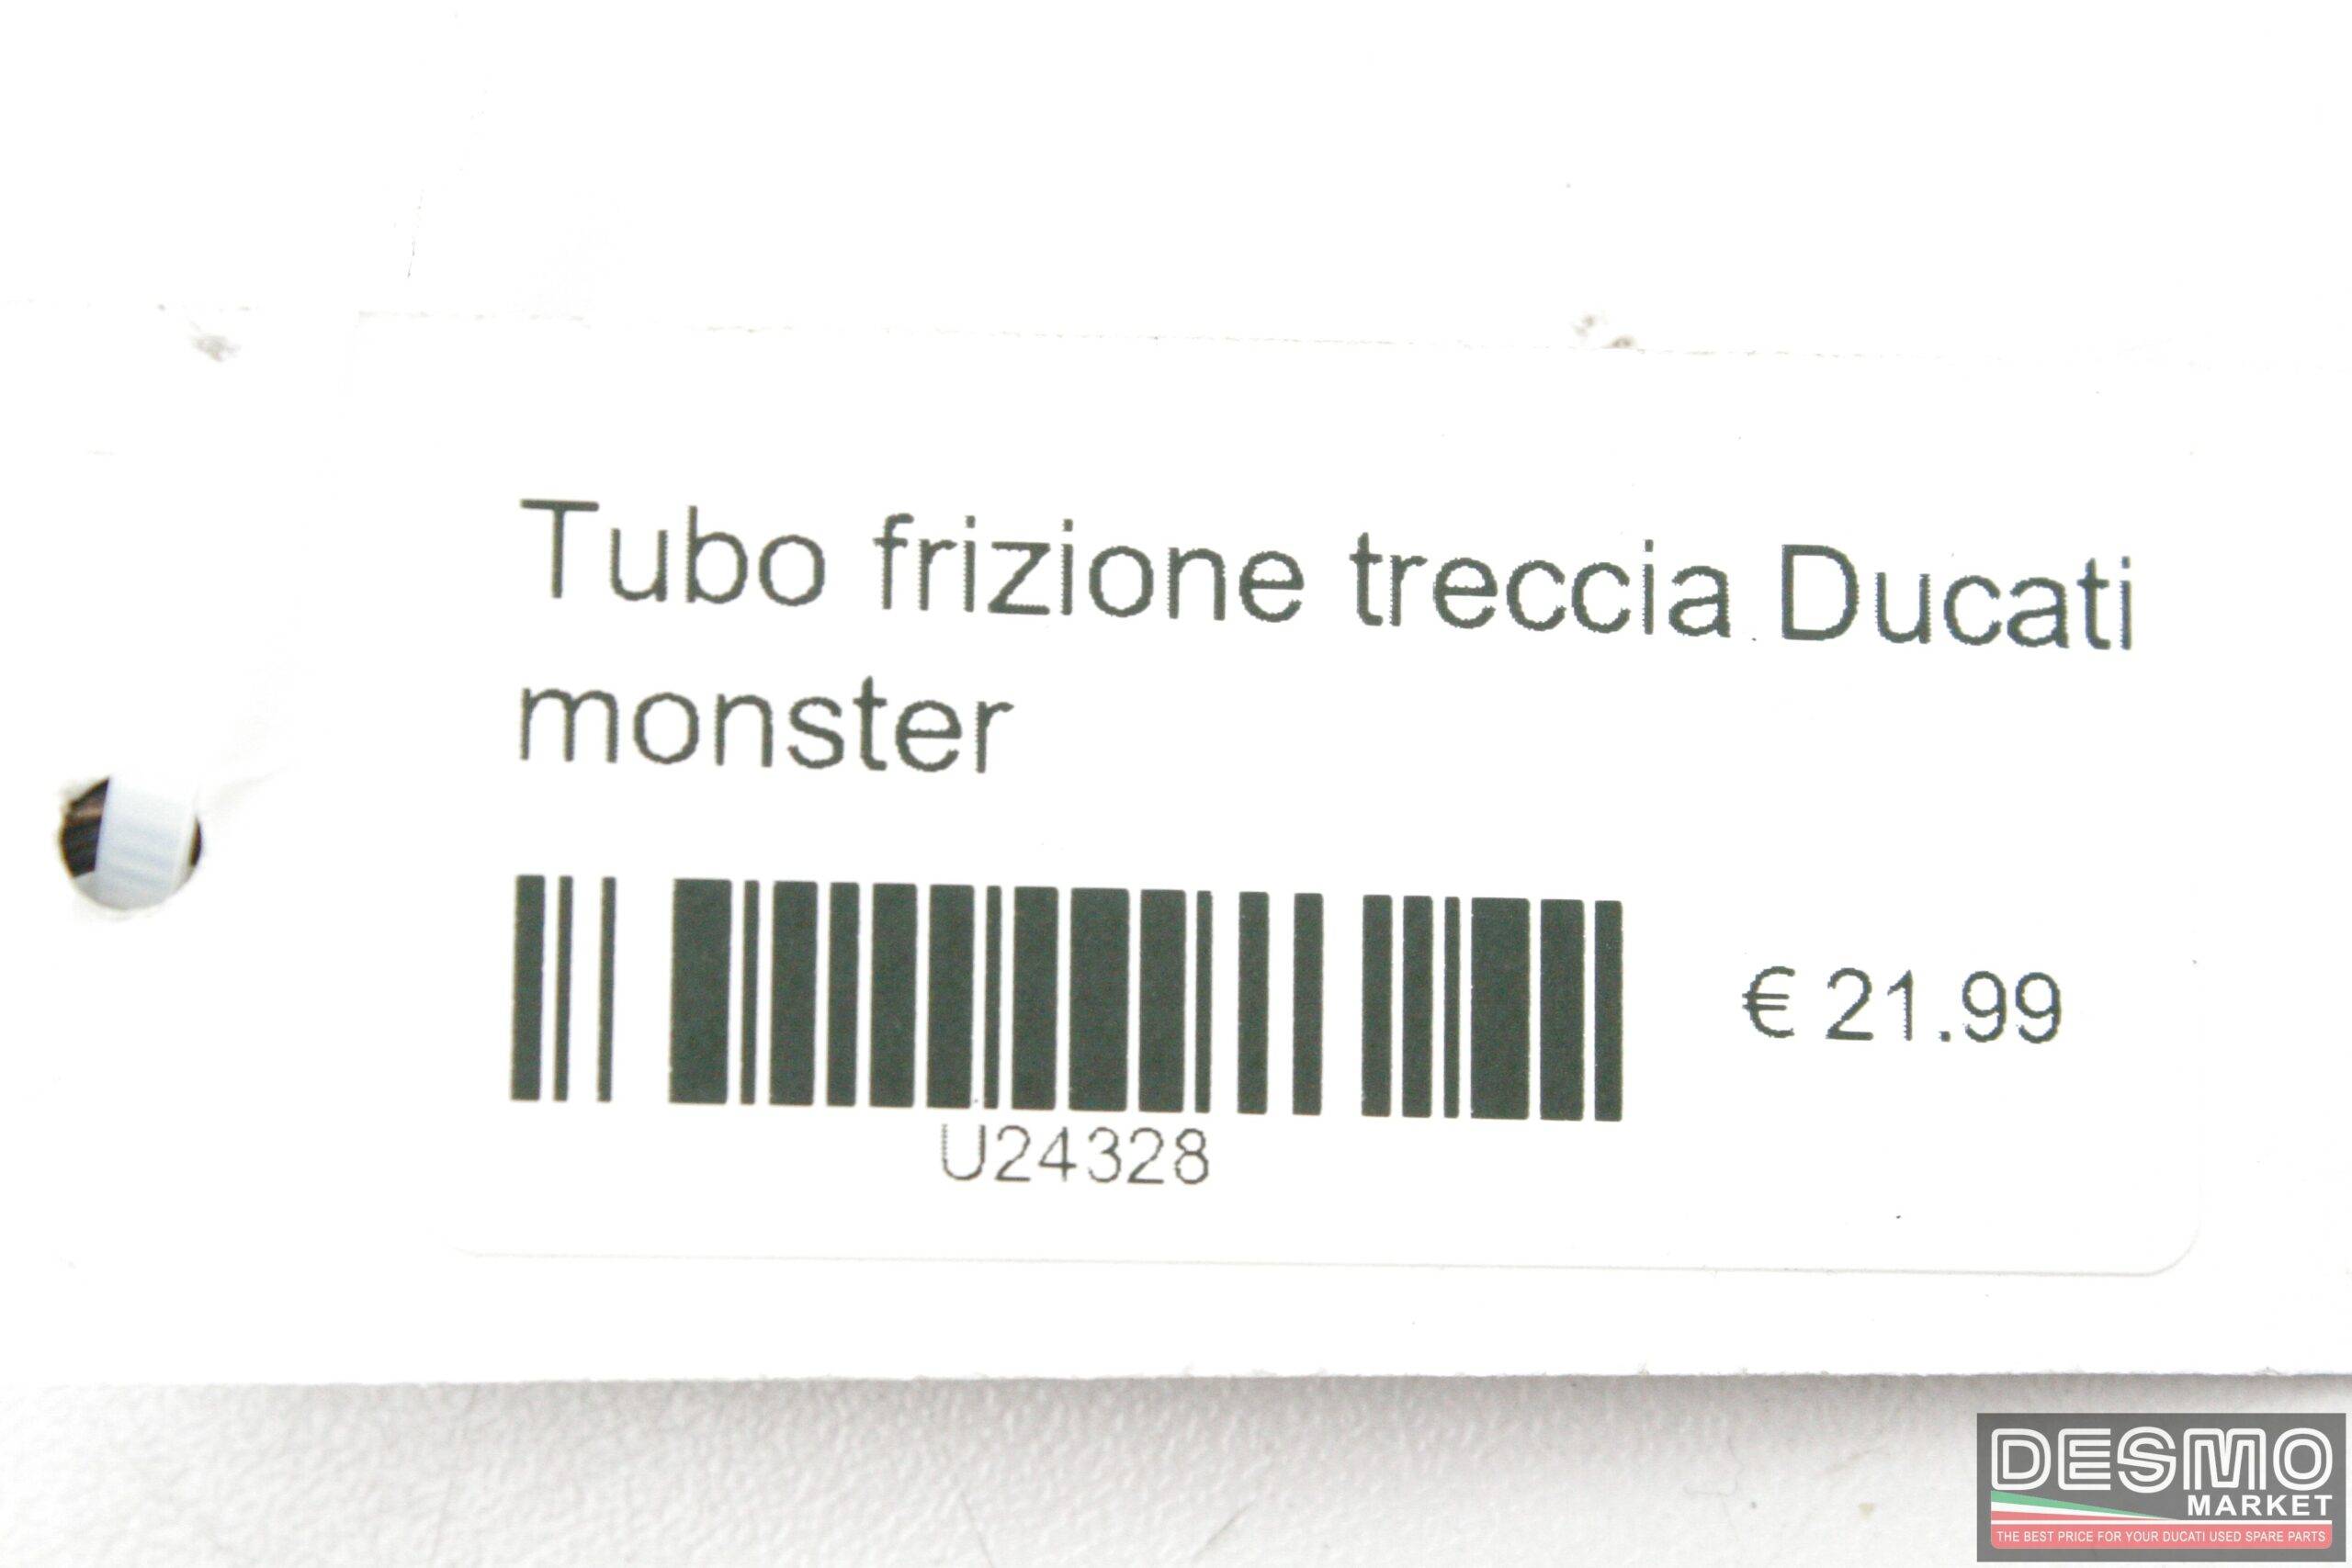 Tubo frizione treccia Ducati
monster
€ 21.99
U24328
DESMO
MARKET
THE BEST PRICE FOR YOUR DUCATI USED SPARE PARTS